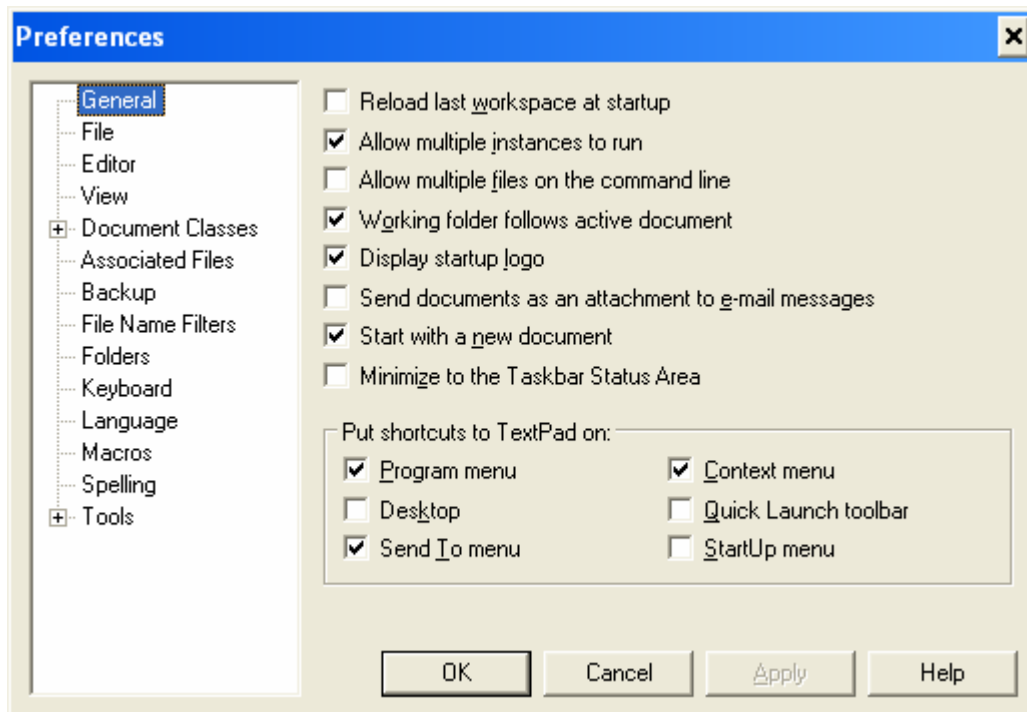 Preferences
General
File
Editor
View
Document Classes
Associated Files
Backup
File Name Filters
Folders
Keyboard
Language
Macros
Spelling
Tools
Reload last workspace at startup
Allow multiple instances to run
Allow multiple files on the command line
Working folder follows active document
Display startup logo
Send documents as an attachment to e-mail messages
Start with a new document
Minimize to the Taskbar Status Area
Put shortcuts to TextPad on:
Program menu
Context menu
Desktop
Quick Launch toolbar
Send To menu
StartUp menu
OK
Cancel
Apply
Help